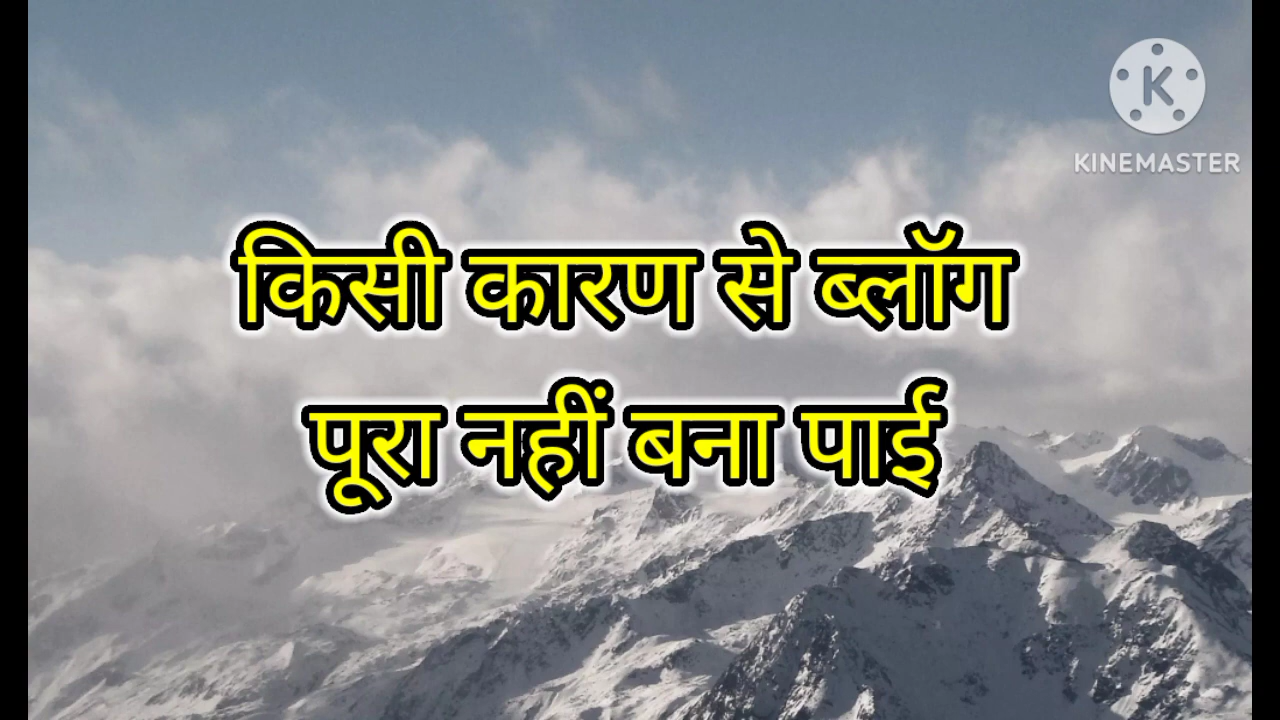 K
KINEMASTER
किसी कारण से ब्लॉग
पूरा नहीं बना पाई